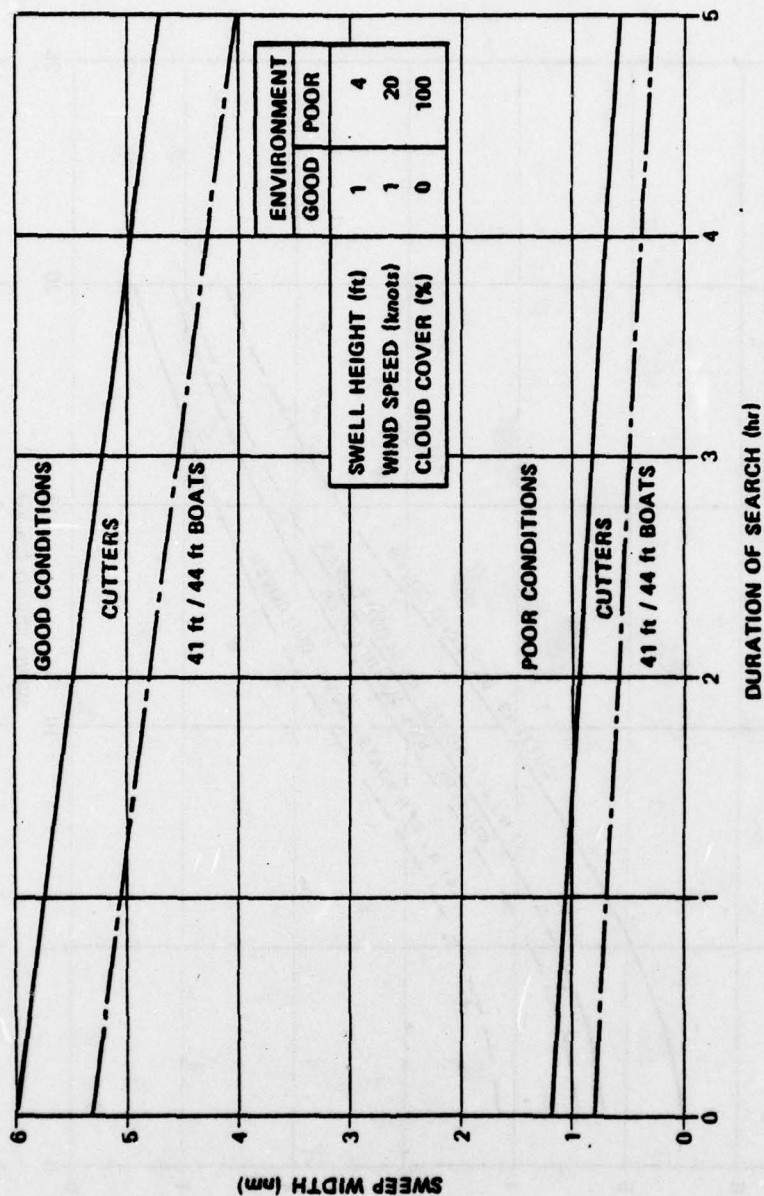 SWEEP WIDTH (nm)
6
5
4
3
2
1
0
GOOD CONDITIONS
CUTTERS
41 ft / 44 ft BOATS
ENVIRONMENT
GOOD POOR
SWELL HEIGHT (ft) 1 4
WIND SPEED (knots) 1 20
CLOUD COVER (%) 0 100
POOR CONDITIONS
CUTTERS
41 ft / 44 ft BOATS
0 1 2 3 4 5
DURATION OF SEARCH (hr)